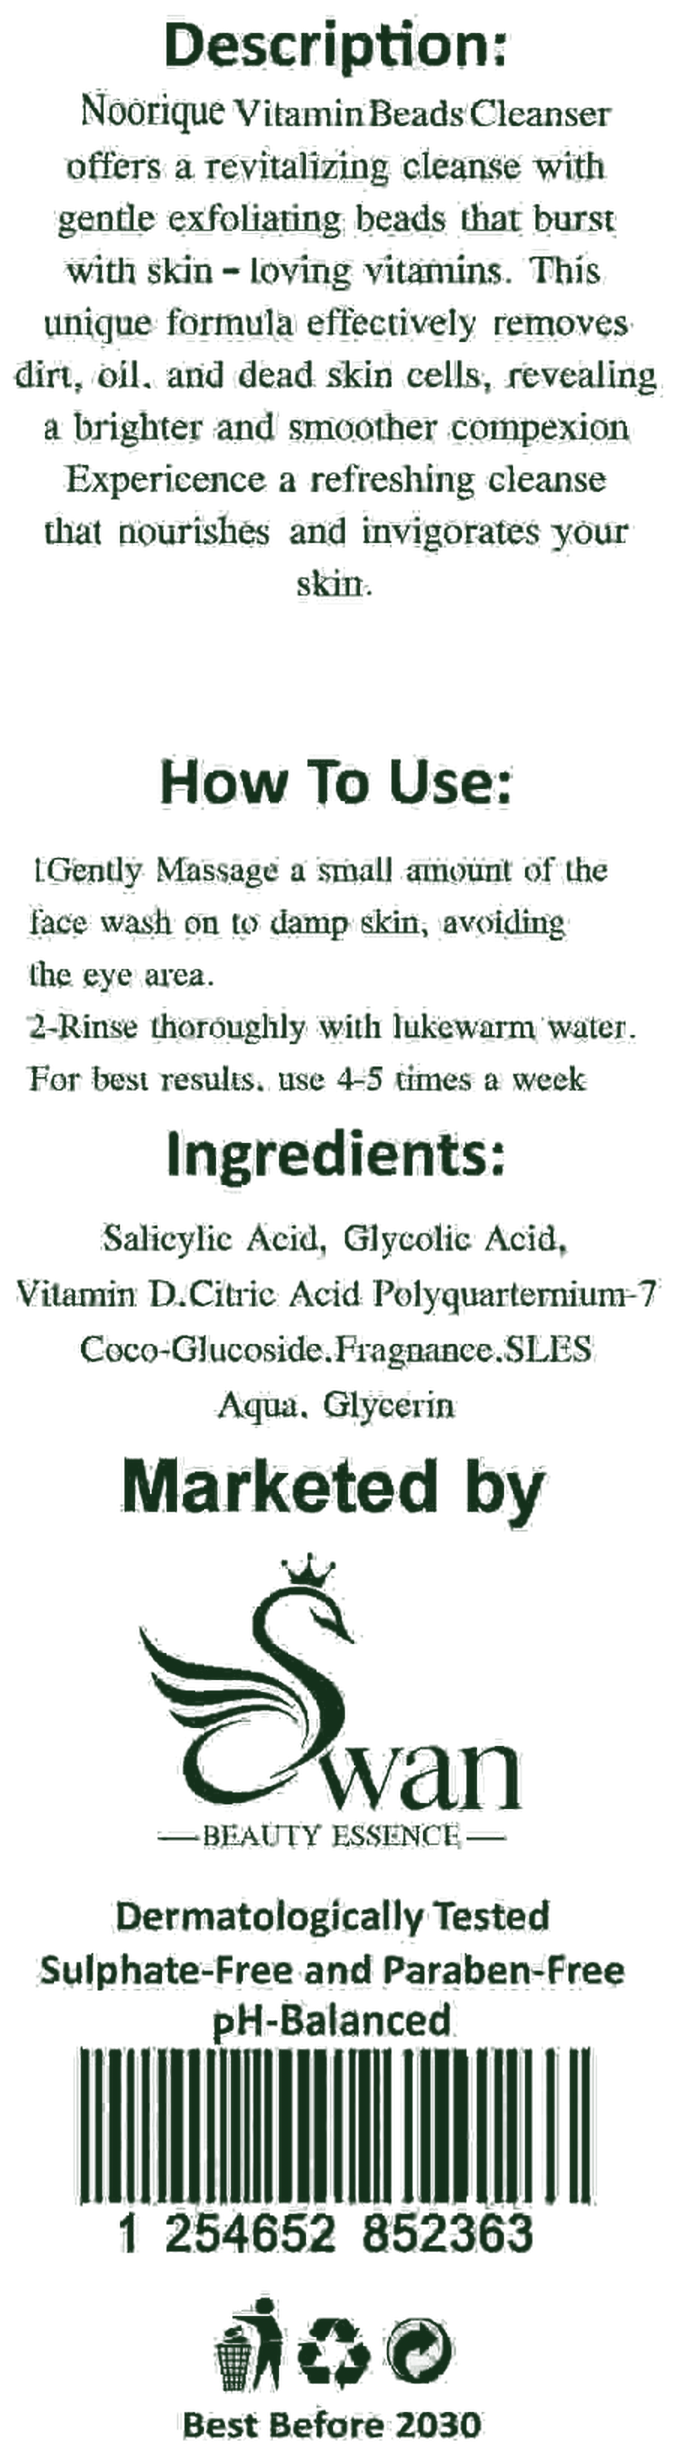 Description:
Noorique Vitamin Beads Cleanser
offers a revitalizing cleanse with
gentle exfoliating beads that burst
with skin - loving vitamins. This
unique formula effectively removes
dirt, oil. and dead skin cells, revealing
a brighter and smoother compexion
Expericence a refreshing cleanse
that nourishes and invigorates your
skin.
How To Use:
1Gently Massage a small amount of the
face wash on to damp skin, avoiding
the eye area.
2-Rinse thoroughly with lukewarm water.
For best results. use 4-5 times a week
Ingredients:
Salicylic Acid, Glycolic Acid,
Vitamin D.Citric Acid Polyquarternium-7
Coco-Glucoside.Fragnance.SLES
Aqua. Glycerin
Marketed by
Swan
BEAUTY ESSENCE
Dermatologically Tested
Sulphate-Free and Paraben-Free
pH-Balanced
1 254652 852363
Best Before 2030